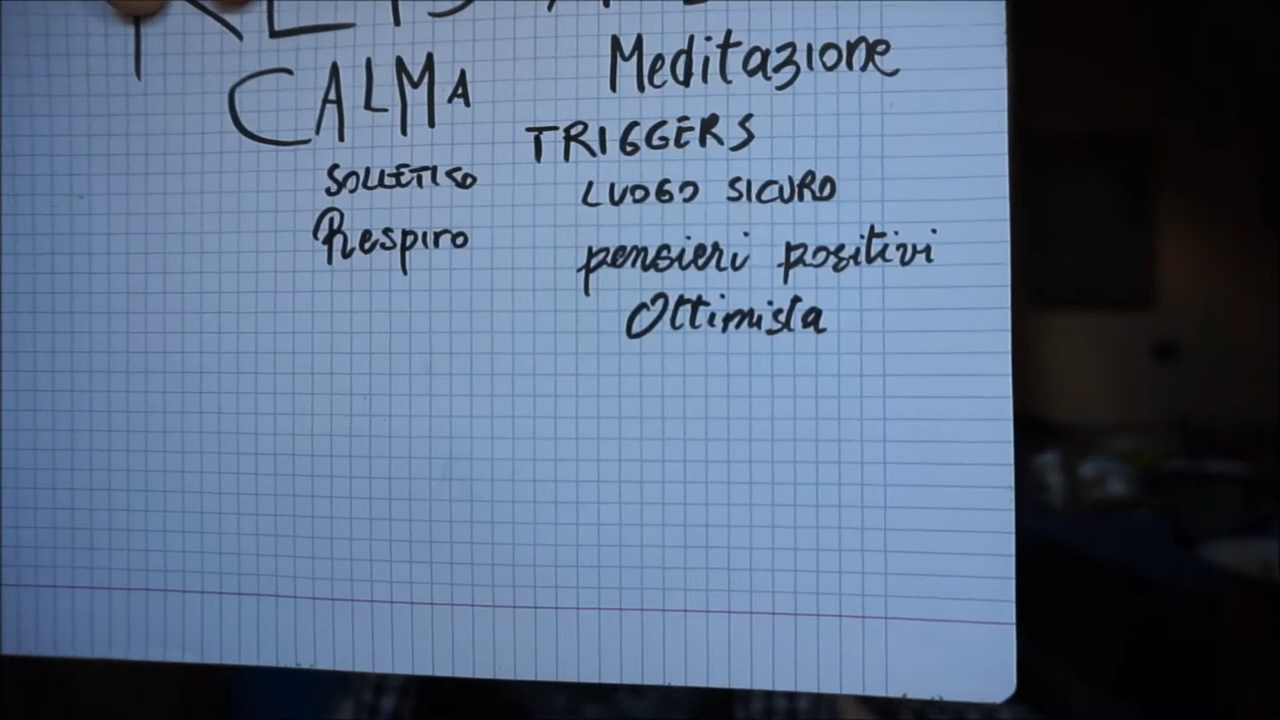 CALMA
Meditazione
TRIGGERS
SOLLETICO
LUOGO SICURO
Respiro
pensieri positivi
Ottimista